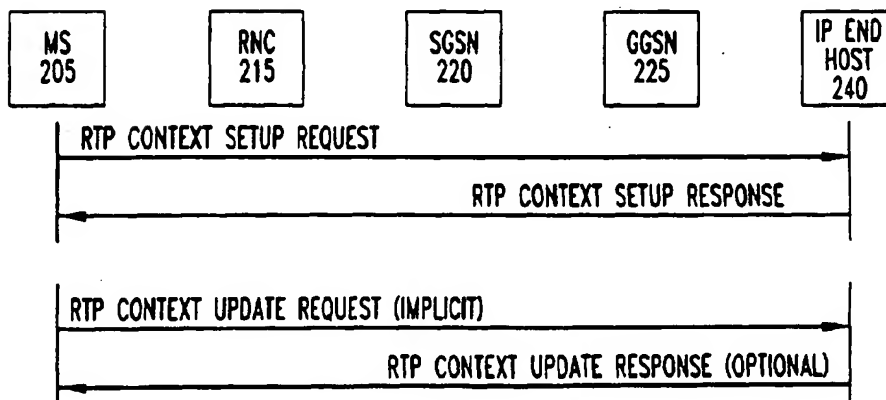 MS
205
RNC
215
SGSN
220
GGSN
225
IP END
HOST
240
RTP CONTEXT SETUP REQUEST
RTP CONTEXT SETUP RESPONSE
RTP CONTEXT UPDATE REQUEST (IMPLICIT)
RTP CONTEXT UPDATE RESPONSE (OPTIONAL)